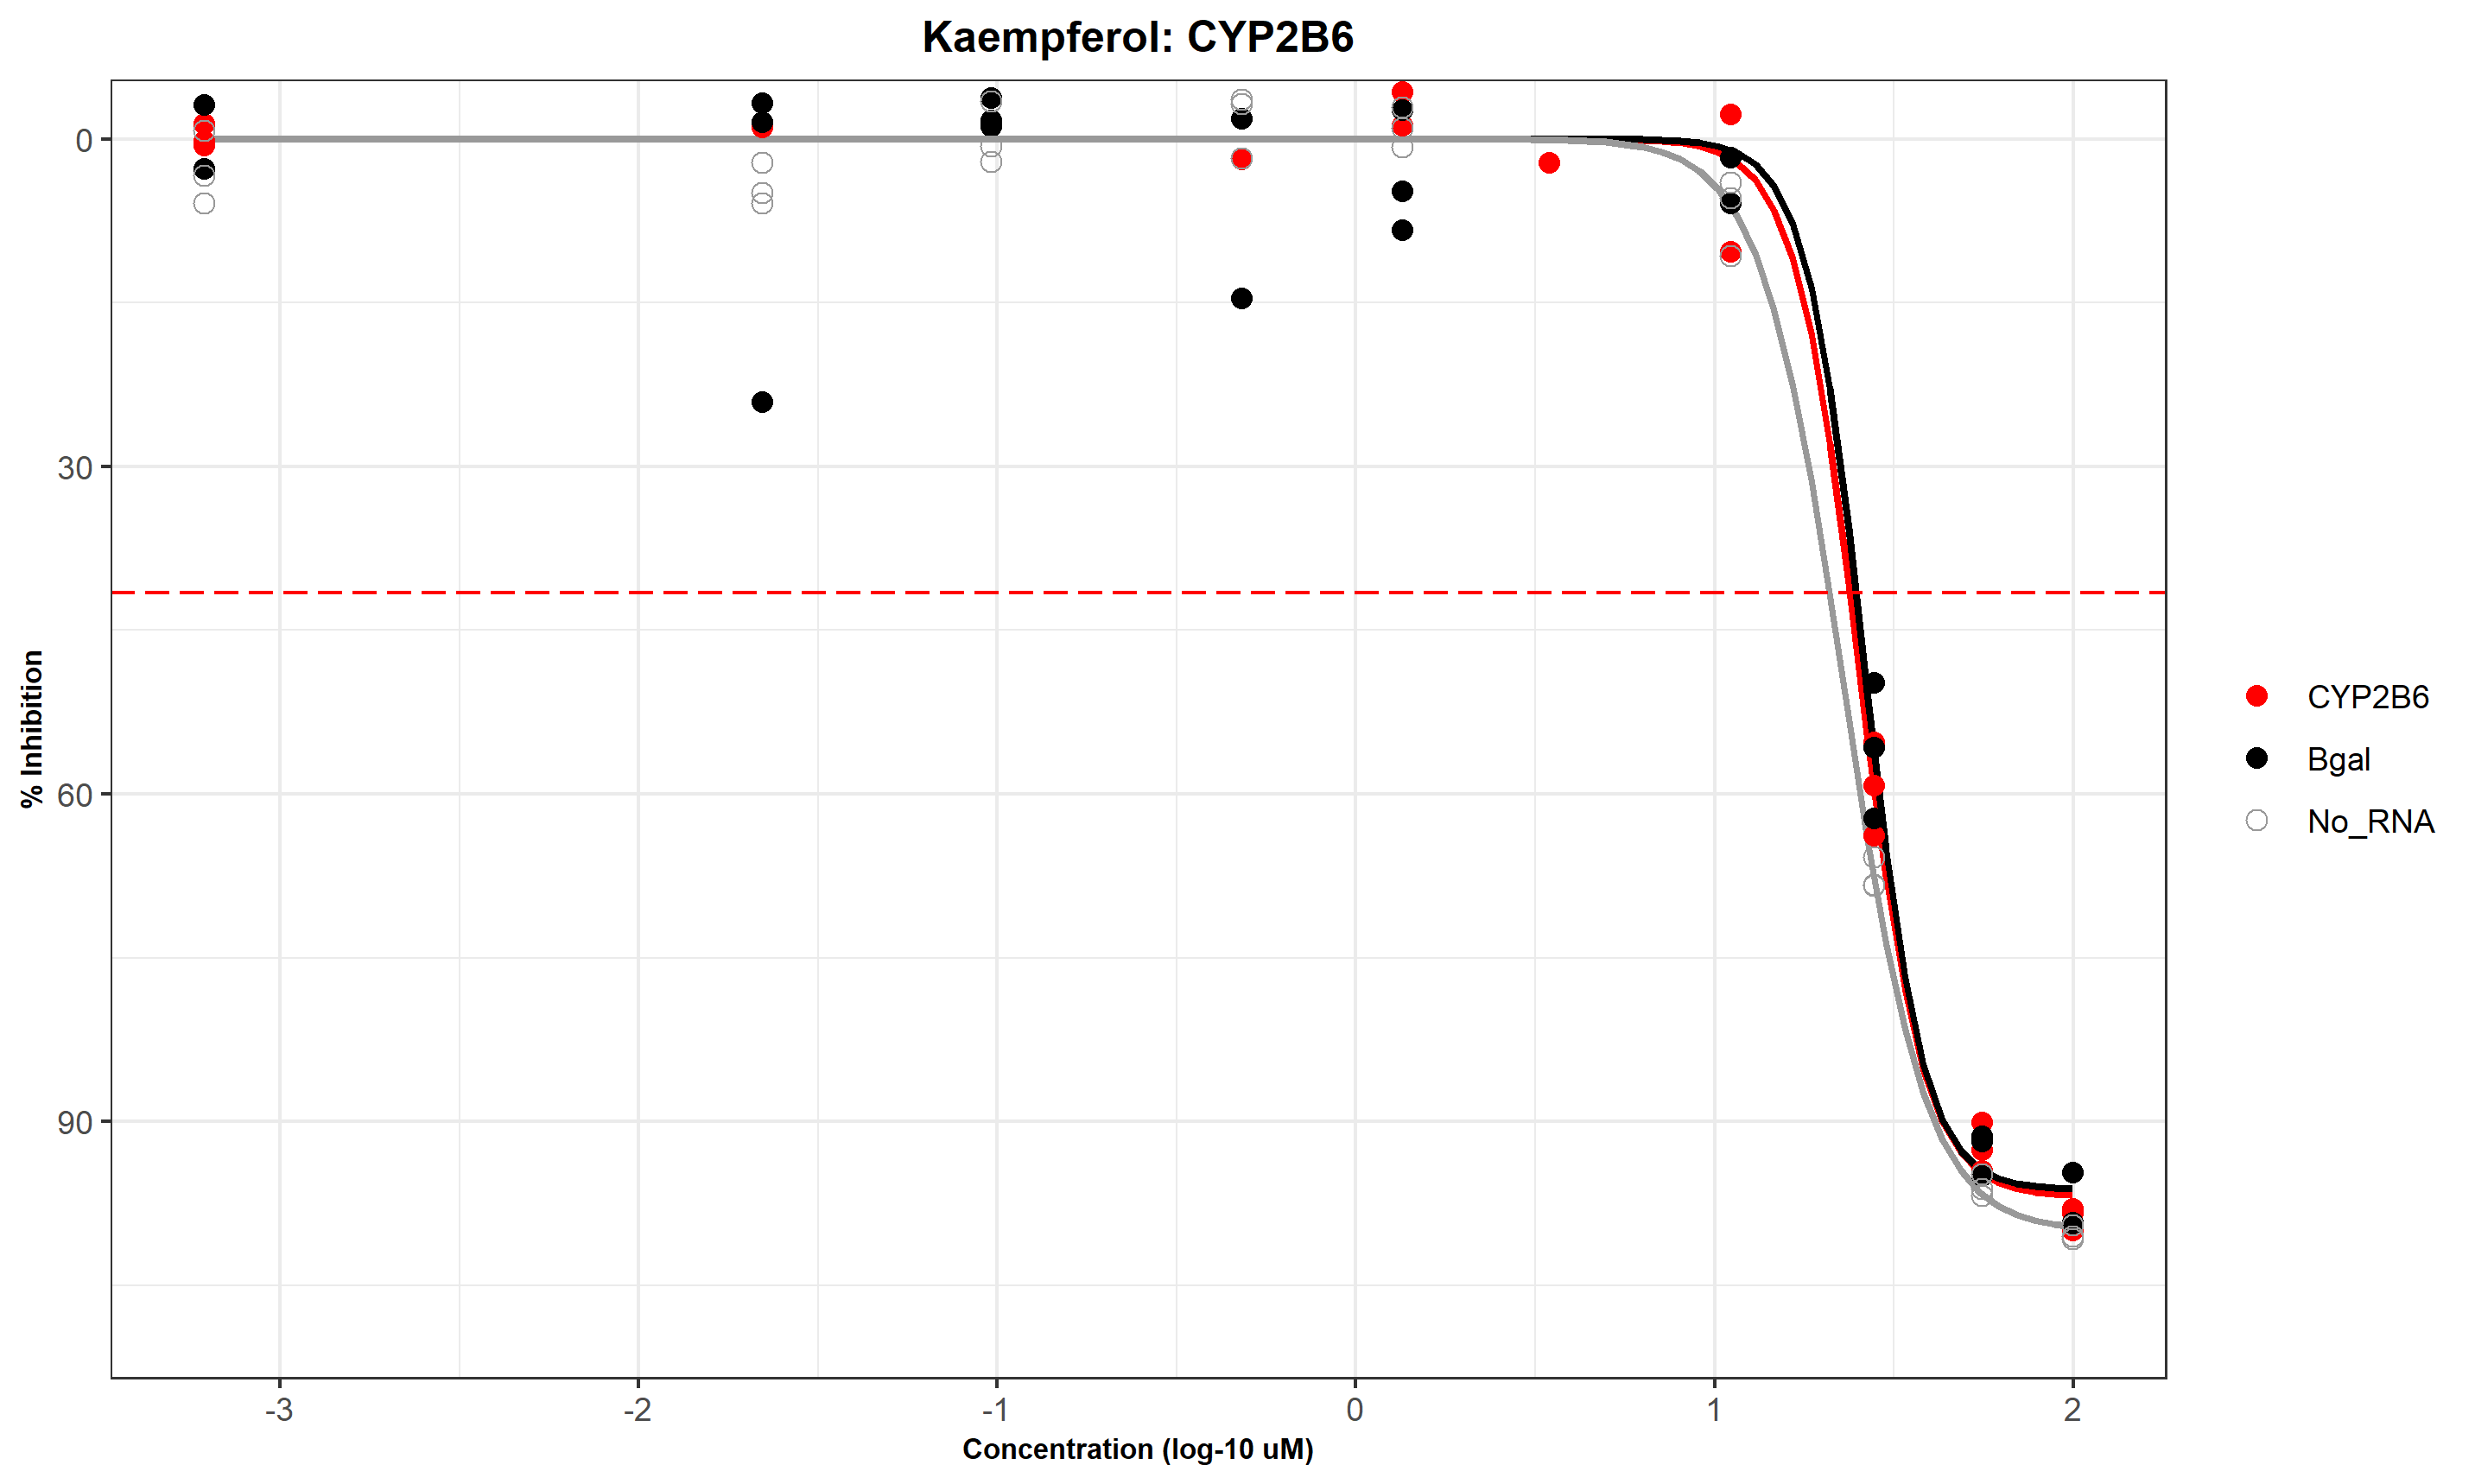 Kaempferol: CYP2B6
% Inhibition
0
30
60
90
-3
-2
-1
0
1
2
Concentration (log-10 uM)
CYP2B6
Bgal
No_RNA